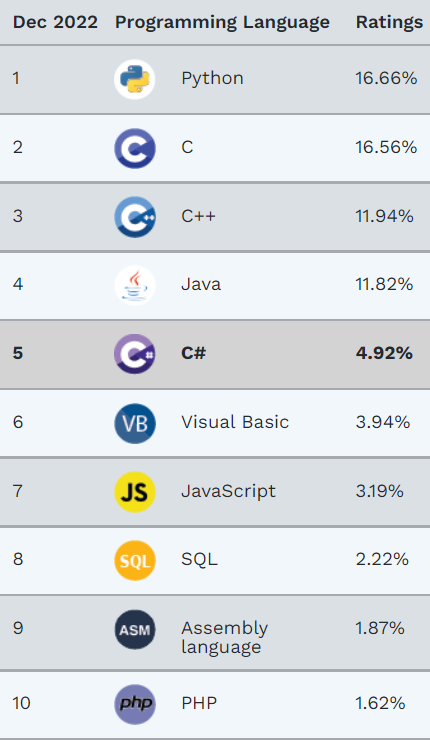 Dec 2022 Programming Language Ratings
1 Python 16.66%
2 C C 16.56%
3 C++ C++ 11.94%
4 Java 11.82%
5 C# C# 4.92%
6 VB Visual Basic 3.94%
7 JS JavaScript 3.19%
8 SQL SQL 2.22%
9 ASM Assembly language 1.87%
10 php PHP 1.62%